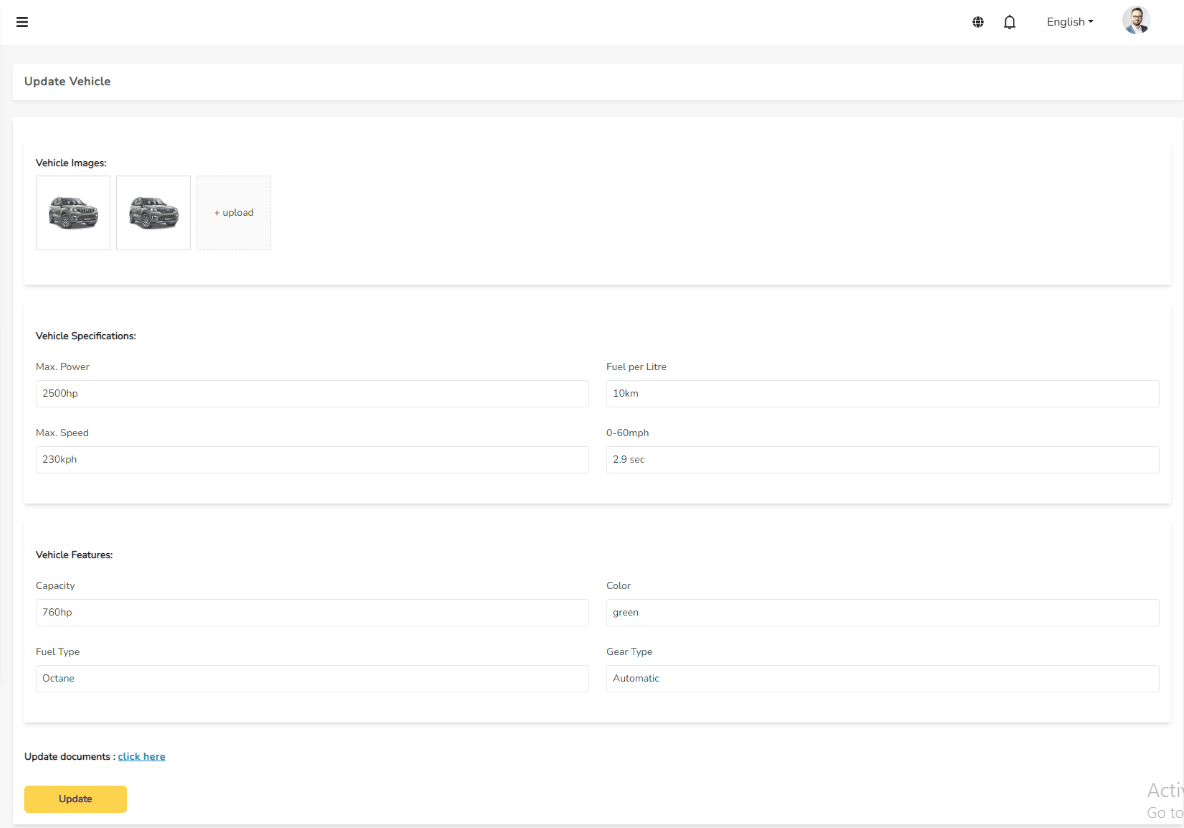 English
Update Vehicle
Vehicle Images:
+ upload
Vehicle Specifications:
Max. Power
Fuel per Litre
2500hp
10km
Max. Speed
0-60mph
230kph
2.9 sec
Vehicle Features:
Capacity
Color
760hp
green
Fuel Type
Gear Type
Octane
Automatic
Update documents : click here
Update
Go to